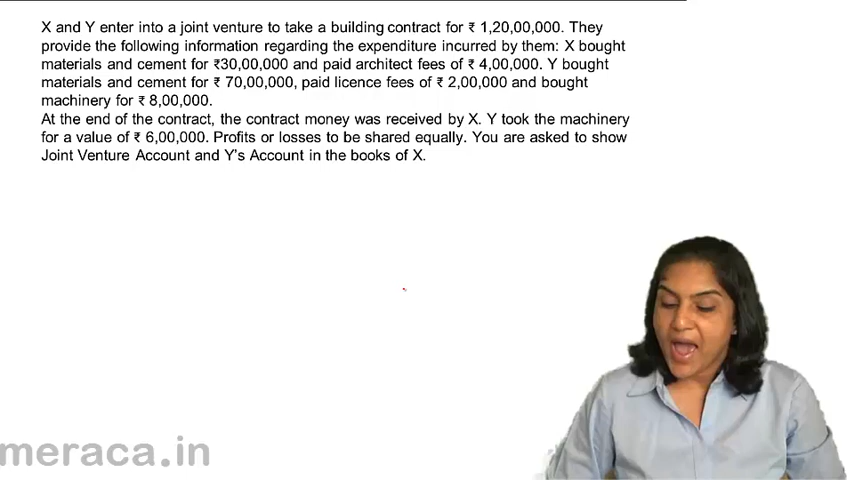 X and Y enter into a joint venture to take a building contract for ₹ 1,20,00,000. They
provide the following information regarding the expenditure incurred by them: X bought
materials and cement for ₹30,00,000 and paid architect fees of ₹ 4,00,000. Y bought
materials and cement for ₹ 70,00,000, paid licence fees of ₹ 2,00,000 and bought
machinery for ₹ 8,00,000.
At the end of the contract, the contract money was received by X. Y took the machinery
for a value of ₹ 6,00,000. Profits or losses to be shared equally. You are asked to show
Joint Venture Account and Y's Account in the books of X.
meraca.in